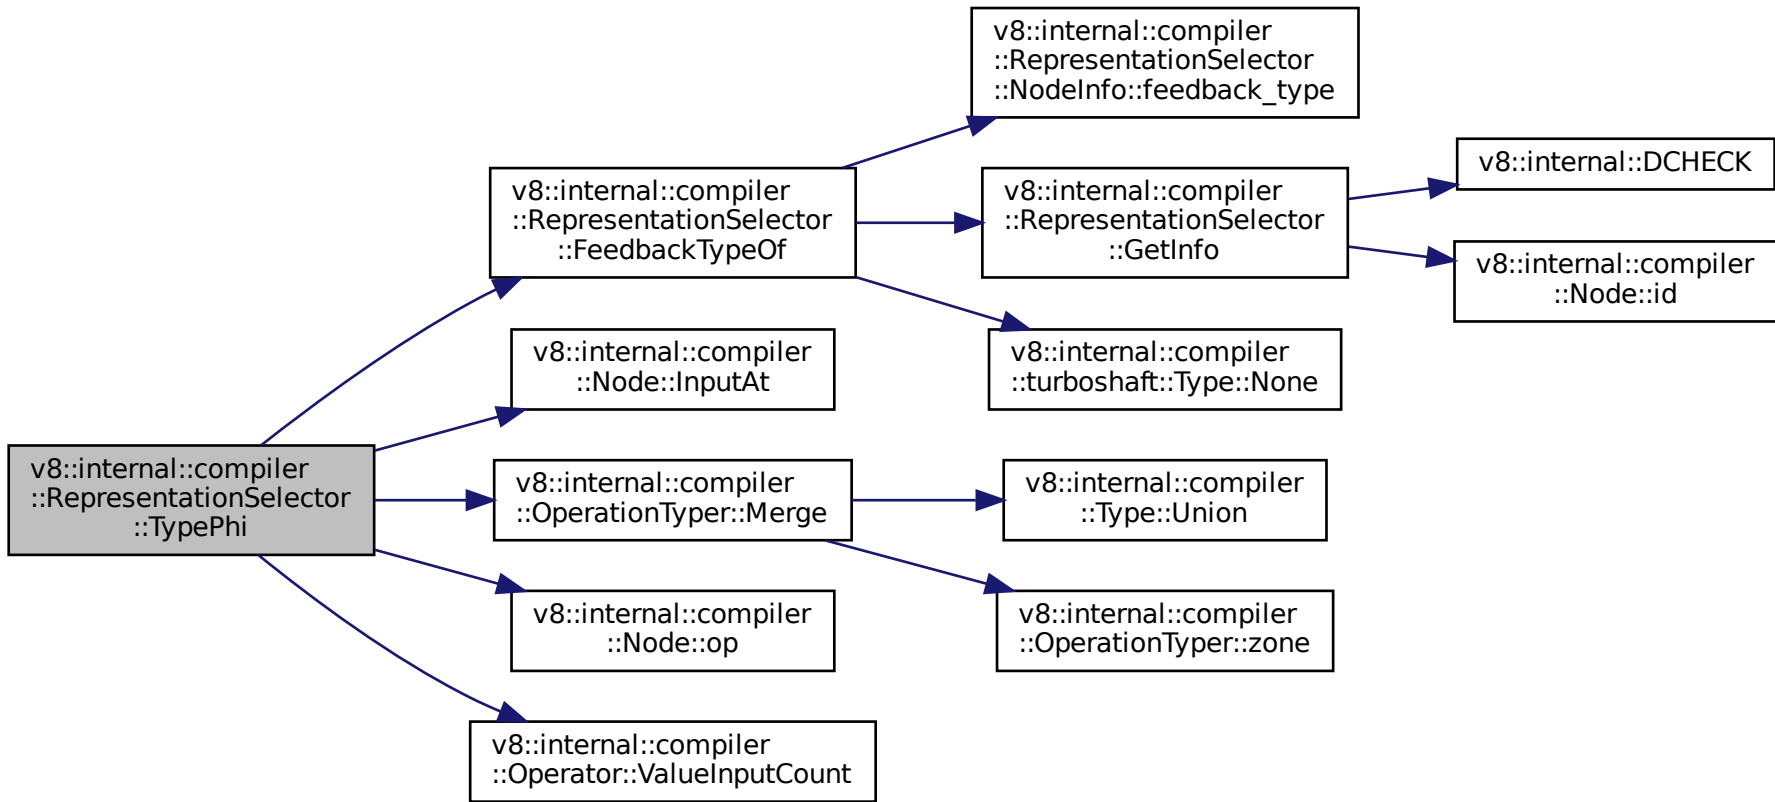 v8::internal::compiler
::RepresentationSelector
::NodeInfo::feedback_type
v8::internal::DCHECK
v8::internal::compiler
::RepresentationSelector
::FeedbackTypeOf
v8::internal::compiler
::RepresentationSelector
::GetInfo
v8::internal::compiler
::Node::id
v8::internal::compiler
::Node::InputAt
v8::internal::compiler
::turboshaft::Type::None
v8::internal::compiler
::RepresentationSelector
::TypePhi
v8::internal::compiler
::OperationTyper::Merge
v8::internal::compiler
::Type::Union
v8::internal::compiler
::Node::op
v8::internal::compiler
::OperationTyper::zone
v8::internal::compiler
::Operator::ValueInputCount